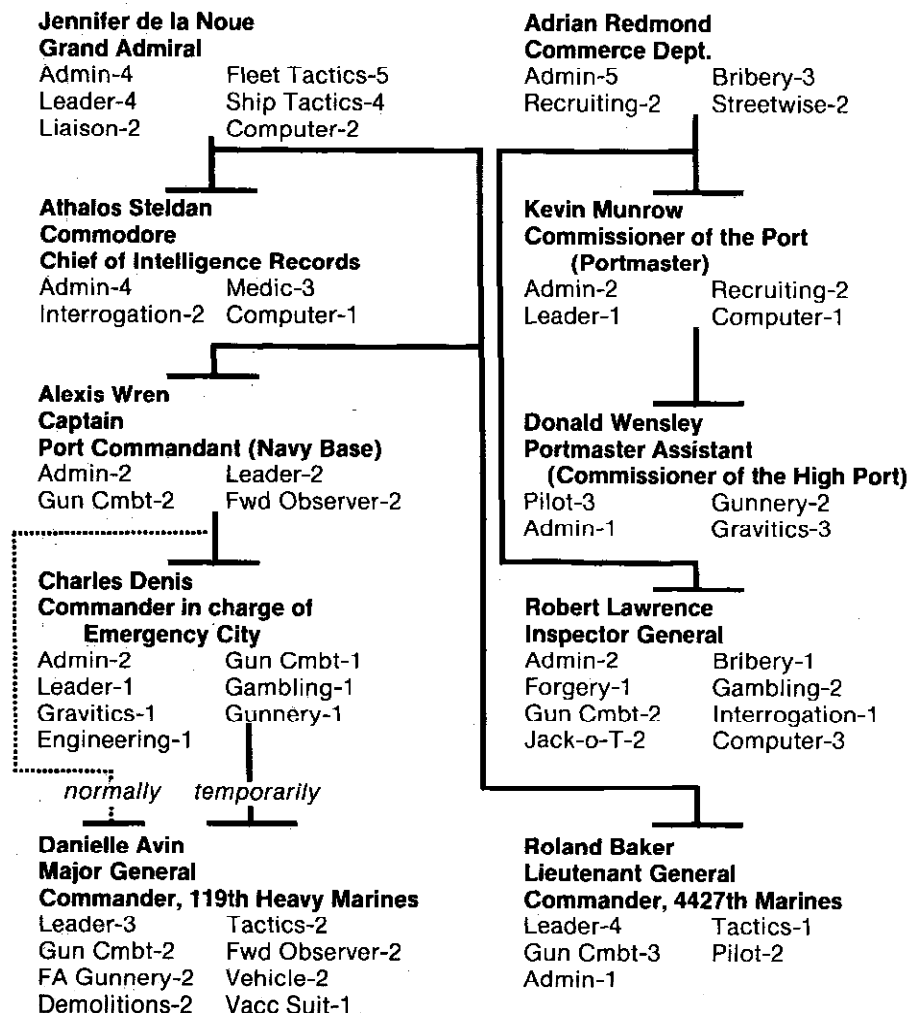 Jennifer de la Noue
Grand Admiral
Admin-4 Fleet Tactics-5
Leader-4 Ship Tactics-4
Liaison-2 Computer-2
Athalos Steldan
Commodore
Chief of Intelligence Records
Admin-4 Medic-3
Interrogation-2 Computer-1
Alexis Wren
Captain
Port Commandant (Navy Base)
Admin-2 Leader-2
Gun Cmbt-2 Fwd Observer-2
Charles Denis
Commander in charge of
Emergency City
Admin-2 Gun Cmbt-1
Leader-1 Gambling-1
Gravitics-1 Gunnery-1
Engineering-1
normally temporarily
Danielle Avin
Major General
Commander, 119th Heavy Marines
Leader-3 Tactics-2
Gun Cmbt-2 Fwd Observer-2
FA Gunnery-2 Vehicle-2
Demolitions-2 Vacc Suit-1
Adrian Redmond
Commerce Dept.
Admin-5 Bribery-3
Recruiting-2 Streetwise-2
Kevin Munrow
Commissioner of the Port
(Portmaster)
Admin-2 Recruiting-2
Leader-1 Computer-1
Donald Wensley
Portmaster Assistant
(Commissioner of the High Port)
Pilot-3 Gunnery-2
Admin-1 Gravitics-3
Robert Lawrence
Inspector General
Admin-2 Bribery-1
Forgery-1 Gambling-2
Gun Cmbt-2 Interrogation-1
Jack-o-T-2 Computer-3
Roland Baker
Lieutenant General
Commander, 4427th Marines
Leader-4 Tactics-1
Gun Cmbt-3 Pilot-2
Admin-1